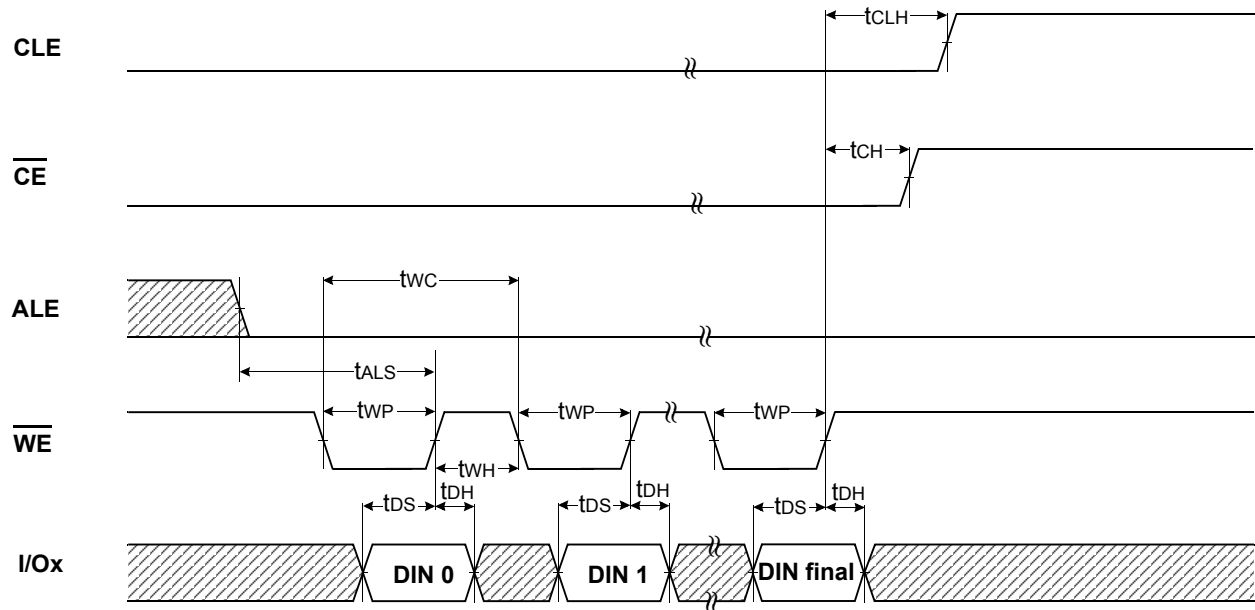 tCLH
CLE
CE
tCH
ALE
tWC
tALS
WE
tWP
tWP
tWP
tWH
tDS
tDH
tDS
tDH
tDS
tDH
I/Ox
DIN 0
DIN 1
DIN final